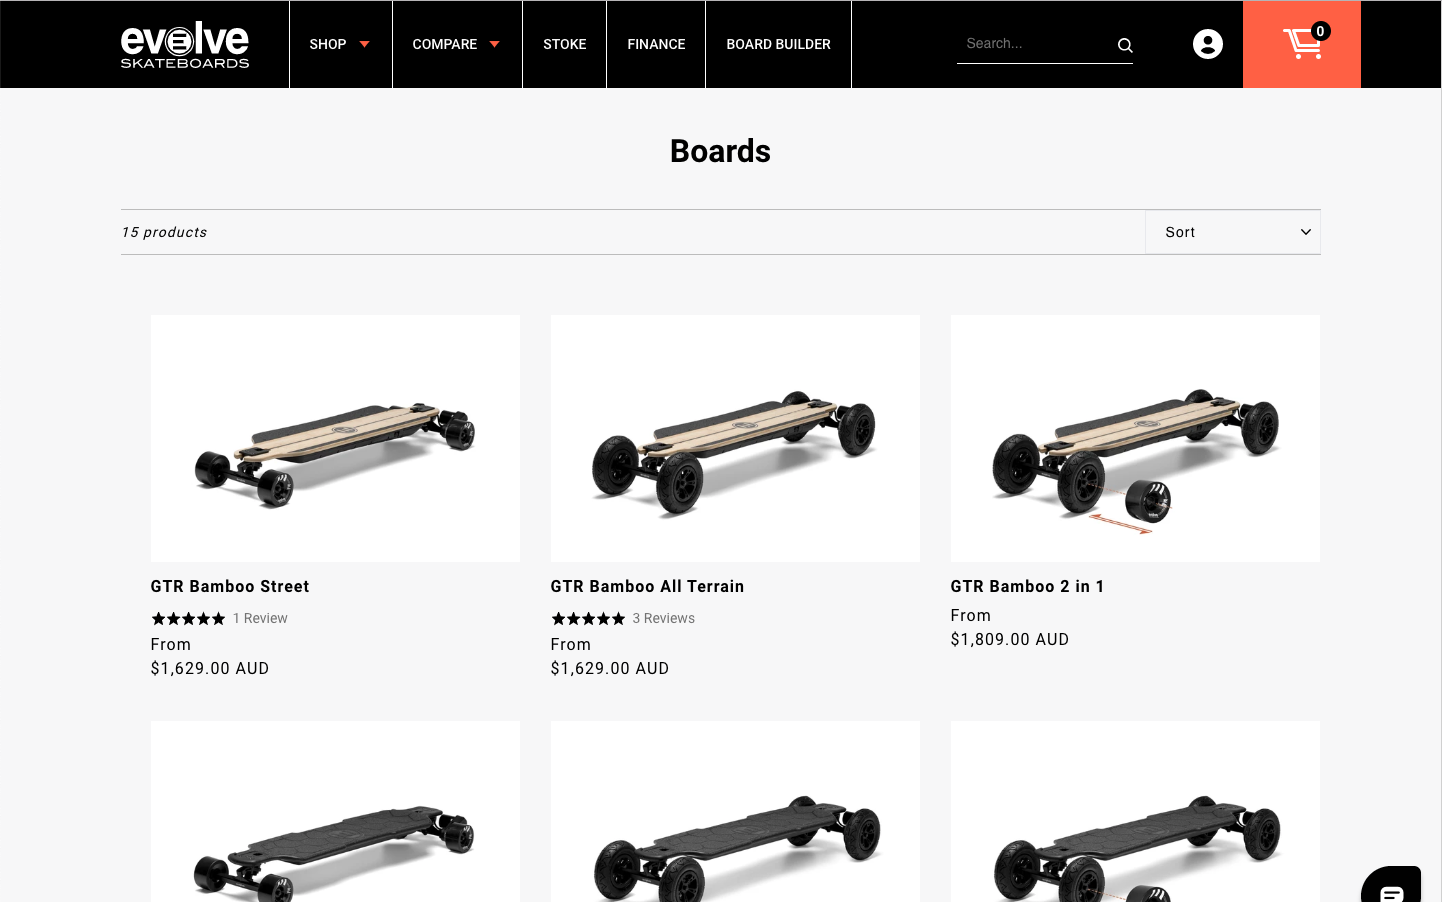 evolve
SKATEBOARDS
SHOP
COMPARE
STOKE
FINANCE
BOARD BUILDER
Search...
0
Boards
15 products
Sort
GTR Bamboo Street
1 Review
From
$1,629.00 AUD
GTR Bamboo All Terrain
3 Reviews
From
$1,629.00 AUD
GTR Bamboo 2 in 1
From
$1,809.00 AUD